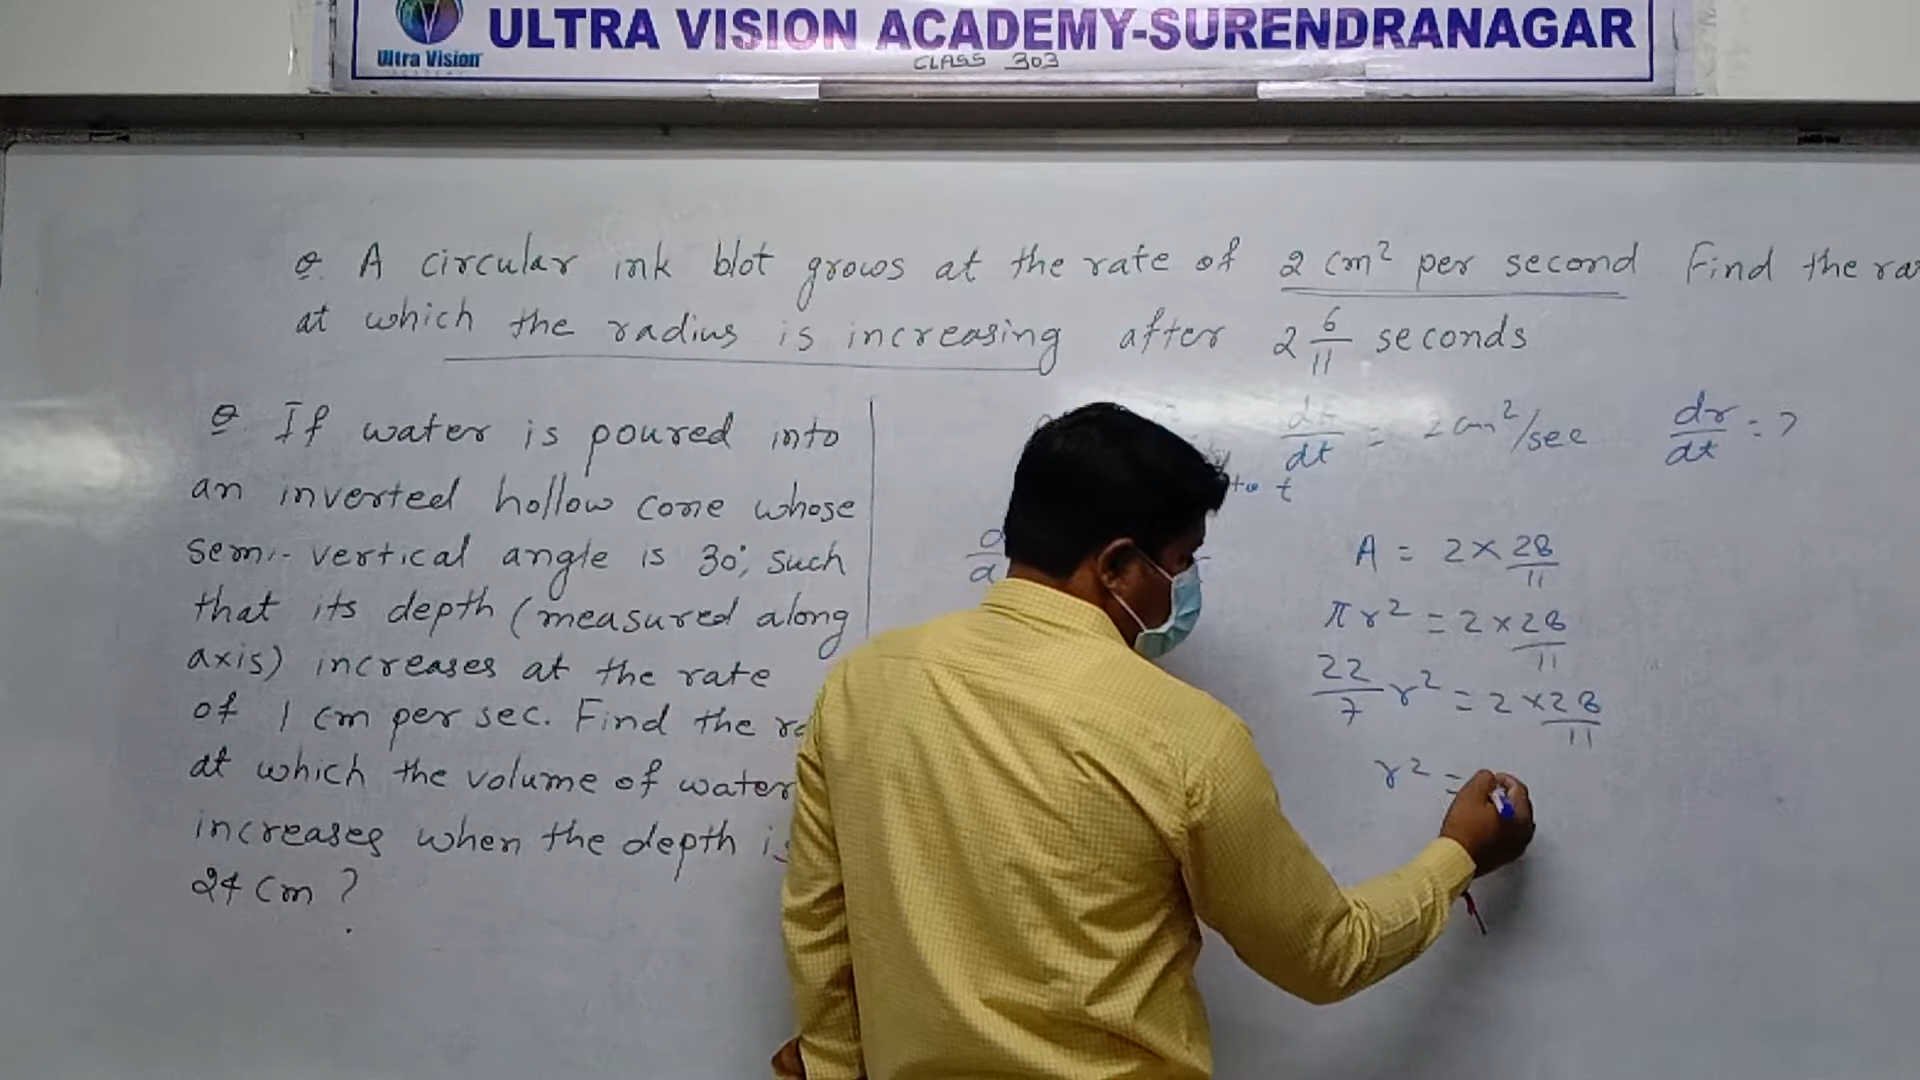 ULTRA VISION ACADEMY-SURENDRANAGAR
Ultra Vision
ACADEMY
CLASS 303
Q. A circular ink blot grows at the rate of 2 cm² per second Find the
at which the radius is increasing after 2 6/11 seconds
Q If water is poured into
an inverted hollow cone whose
semi-vertical angle is 30°, such
that its depth (measured along
axis) increases at the rate
of 1 cm per sec. Find the
at which the volume of water
increases when the depth is
24 cm ?
/dt = 2 cm²/sec dr/dt = ?
to t
A = 2 × 28/11
πr² = 2 × 28/11
22/7 r² = 2 × 28/11
r² =